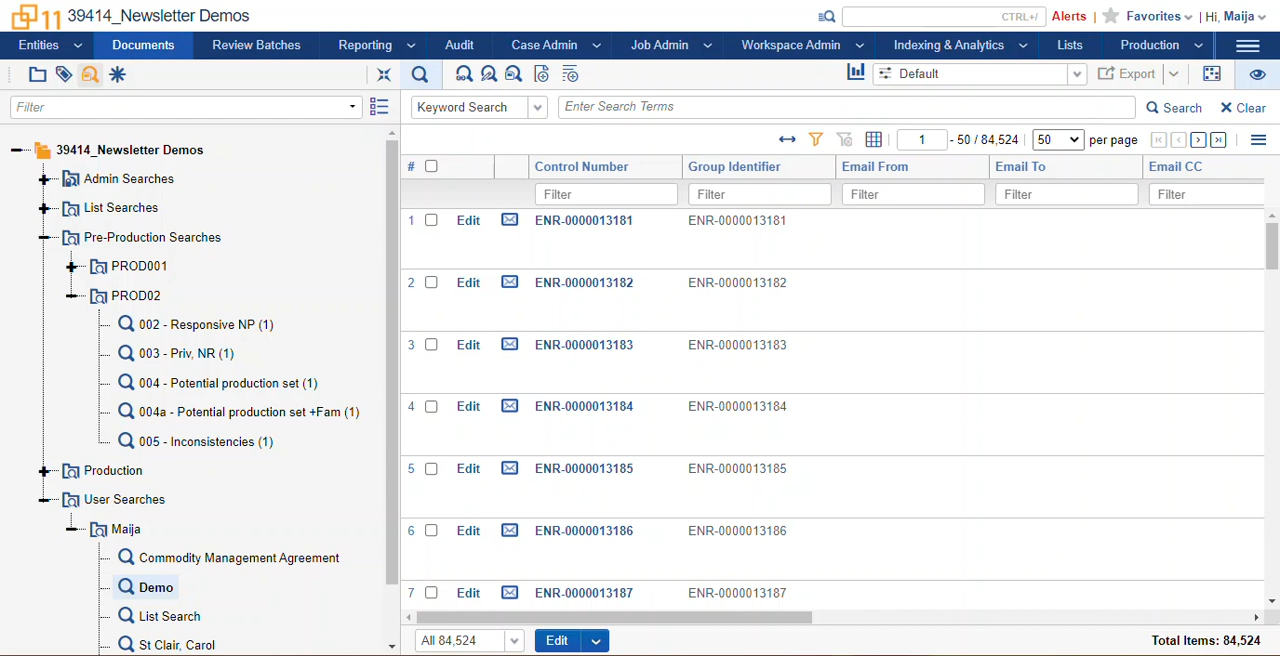 11 39414_Newsletter Demos
CTRL+/ Alerts | Favorites | Hi, Maija
Entities Documents Review Batches Reporting Audit Case Admin Job Admin Workspace Admin Indexing & Analytics Lists Production
Default Export
Filter
Keyword Search Enter Search Terms Search Clear
1 - 50 / 84,524 50 per page
39414_Newsletter Demos
Admin Searches
List Searches
Pre-Production Searches
PROD001
PROD02
002 - Responsive NP (1)
003 - Priv, NR (1)
004 - Potential production set (1)
004a - Potential production set +Fam (1)
005 - Inconsistencies (1)
Production
User Searches
Maija
Commodity Management Agreement
Demo
List Search
St Clair, Carol
# Control Number Group Identifier Email From Email To Email CC
Filter Filter Filter Filter Filter
1 Edit ENR-0000013181 ENR-0000013181
2 Edit ENR-0000013182 ENR-0000013182
3 Edit ENR-0000013183 ENR-0000013183
4 Edit ENR-0000013184 ENR-0000013184
5 Edit ENR-0000013185 ENR-0000013185
6 Edit ENR-0000013186 ENR-0000013186
7 Edit ENR-0000013187 ENR-0000013187
All 84,524 Edit Total Items: 84,524